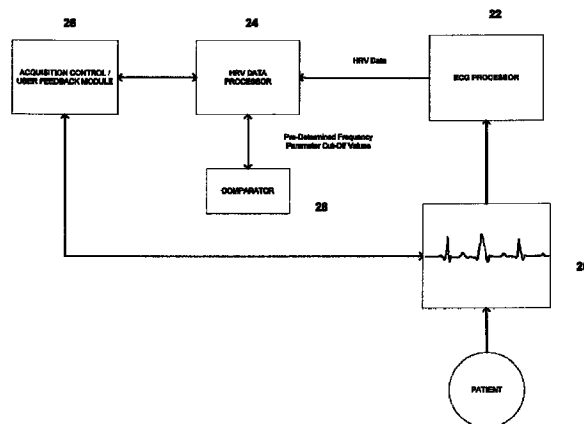 26
24
22
ACQUISITION CONTROL /
USER FEEDBACK MODULE
HRV DATA
PROCESSOR
HRV Data
ECG PROCESSOR
Pre-Determined Frequency
Parameter Cut-Off Values
COMPARATOR
28
PATIENT